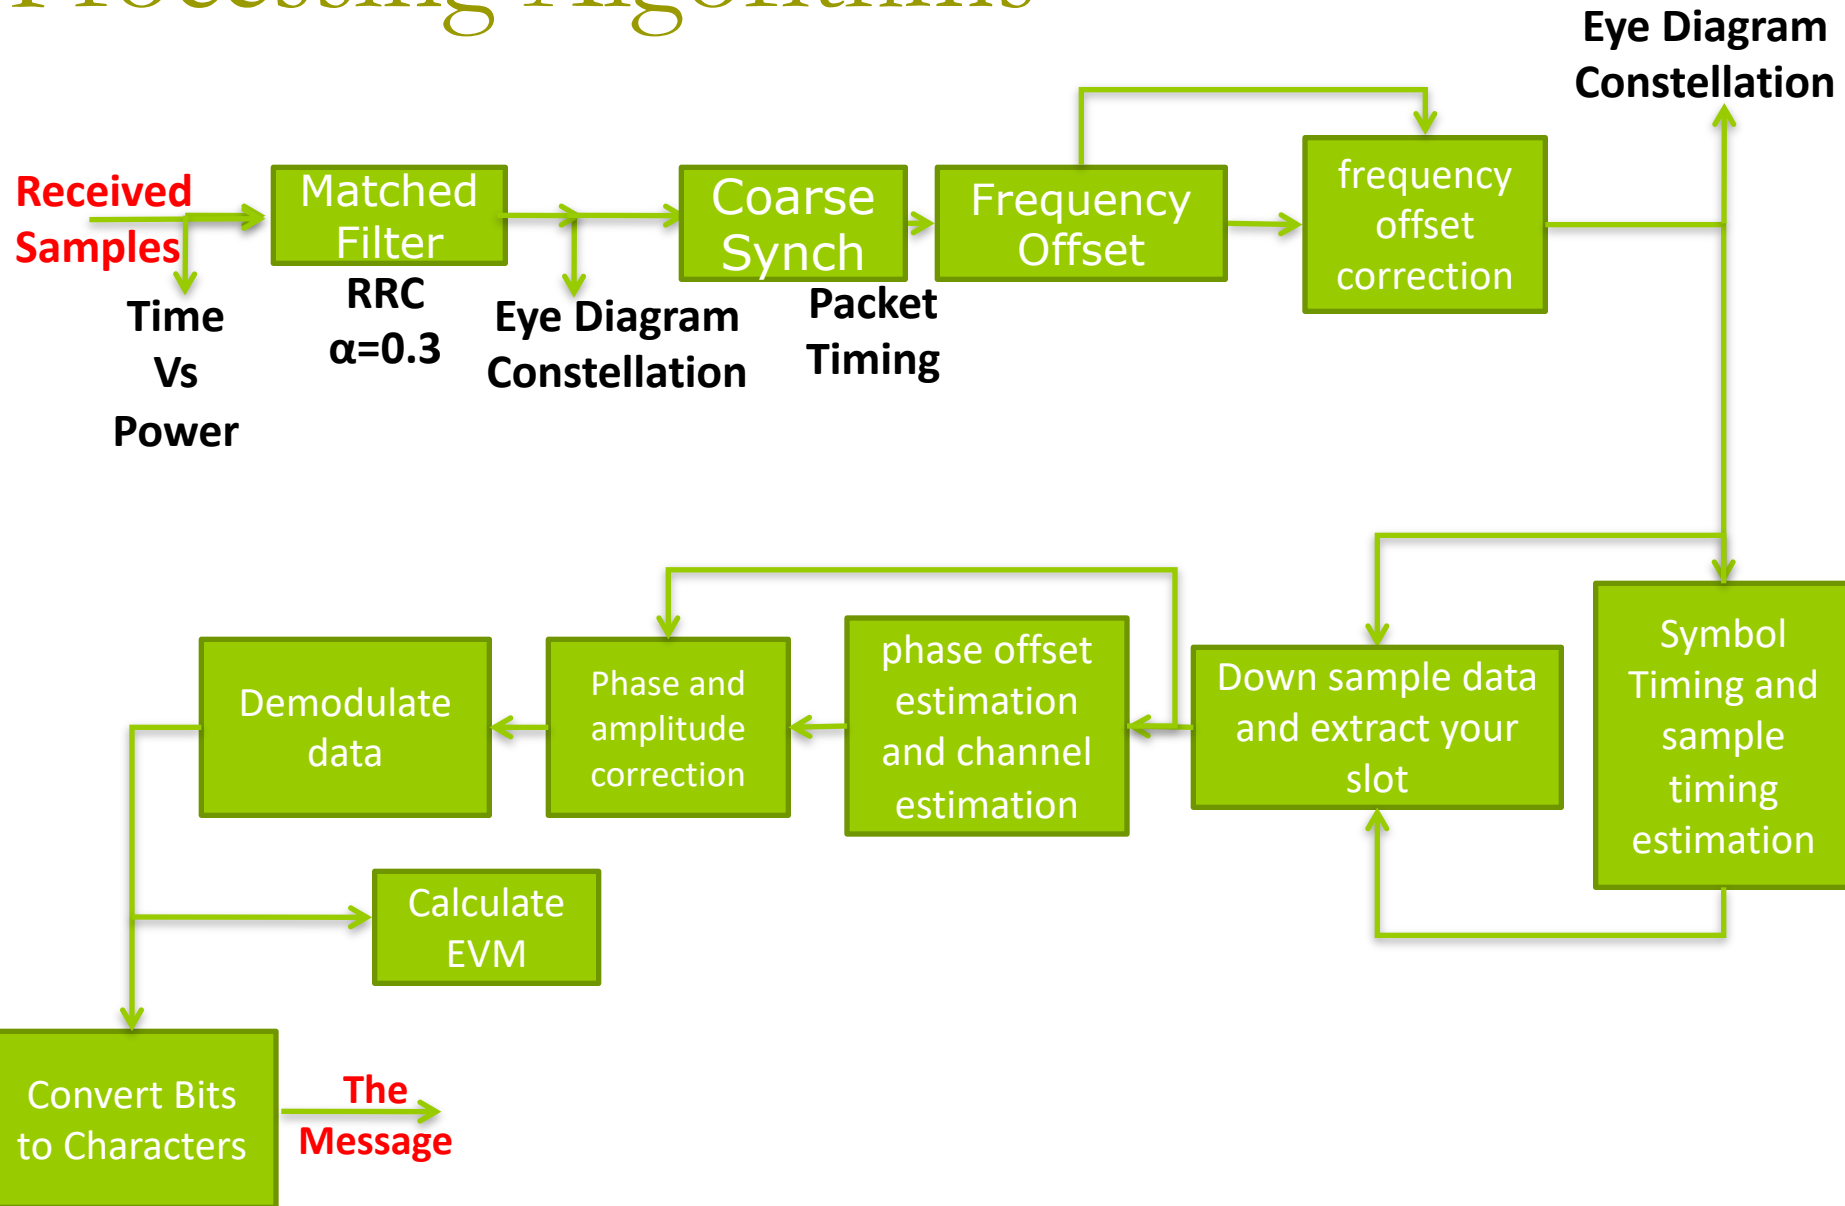 Processing Algorithms
Eye Diagram
Constellation
Received
Samples
Matched
Filter
RRC
α=0.3
Time
Vs
Power
Eye Diagram
Constellation
Coarse
Synch
Packet
Timing
Frequency
Offset
frequency
offset
correction
Symbol
Timing and
sample
timing
estimation
Down sample data
and extract your
slot
phase offset
estimation
and channel
estimation
Phase and
amplitude
correction
Demodulate
data
Calculate
EVM
Convert Bits
to Characters
The
Message